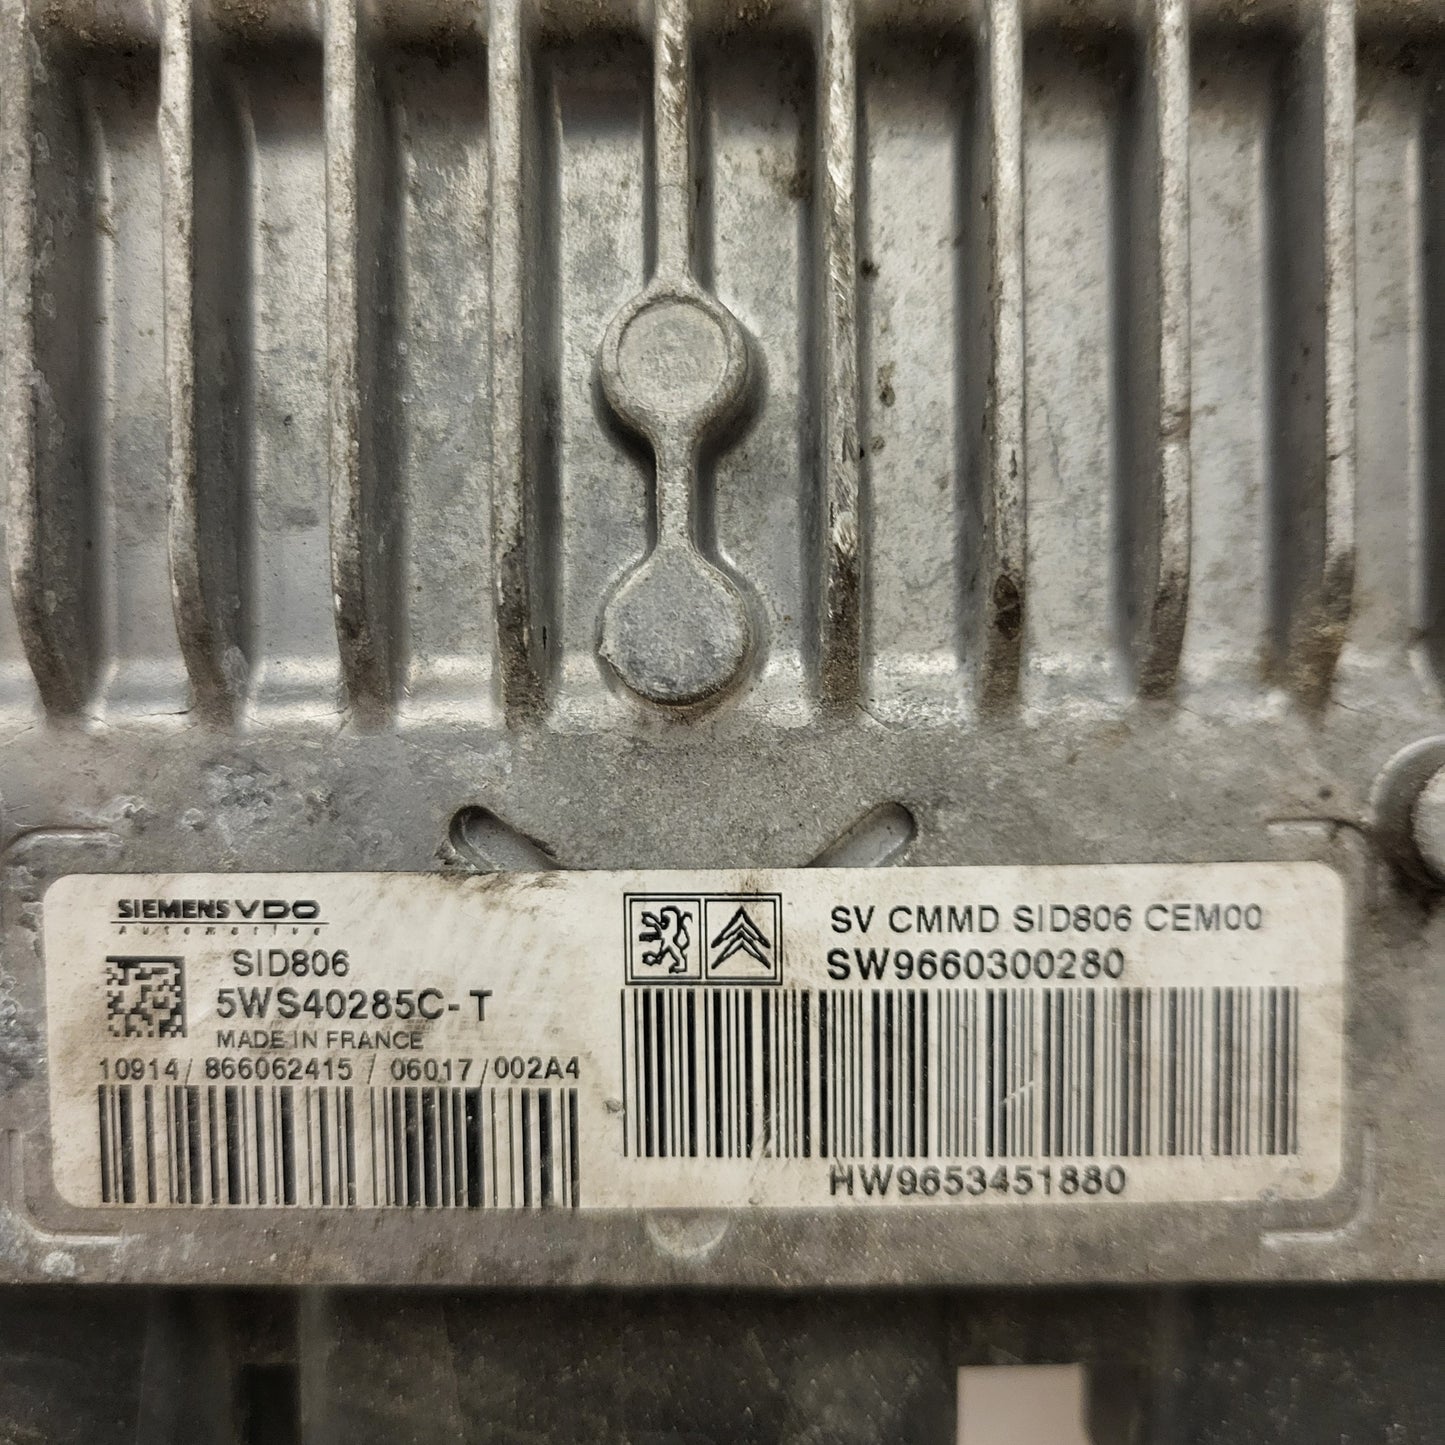 SIEMENS VDO
Automotive
SID806
5WS40285C-T
MADE IN FRANCE
10914/866062415/06017/002A4
SV CMMD SID806 CEM00
SW9660300280
HW9653451880